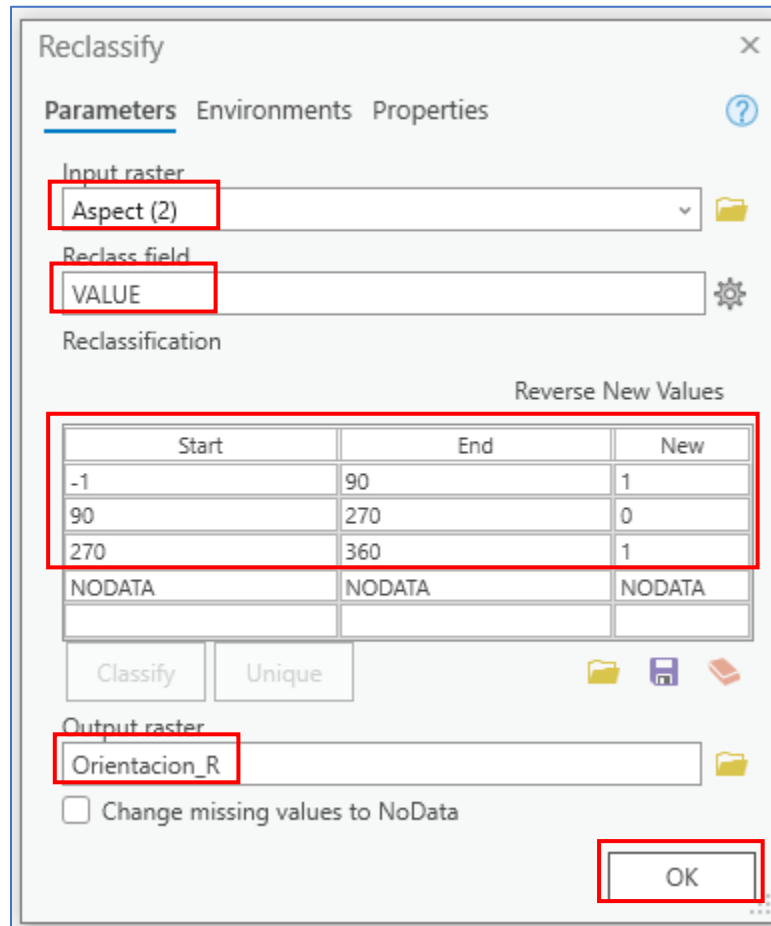 Reclassify
Parameters Environments Properties
Input raster
Aspect (2)
Reclass field
VALUE
Reclassification
Reverse New Values
Start End New
-1 90 1
90 270 0
270 360 1
NODATA NODATA NODATA
Classify Unique
Output raster
Orientacion_R
Change missing values to NoData
OK